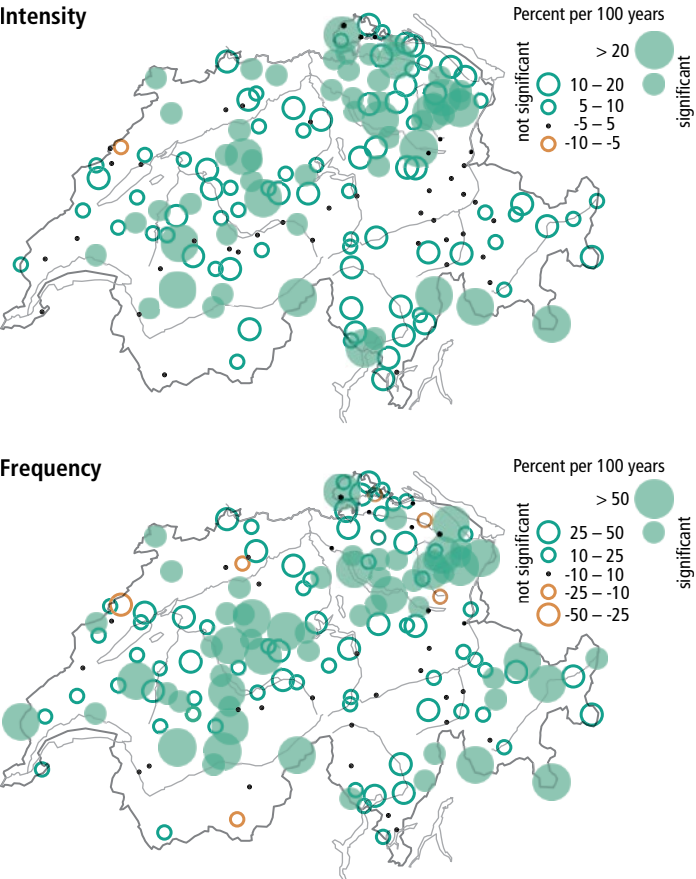 Intensity
Percent per 100 years
not significant
> 20
10 – 20
5 – 10
-5 – 5
-10 – -5
significant
Frequency
Percent per 100 years
not significant
> 50
25 – 50
10 – 25
-10 – 10
-25 – -10
-50 – -25
significant